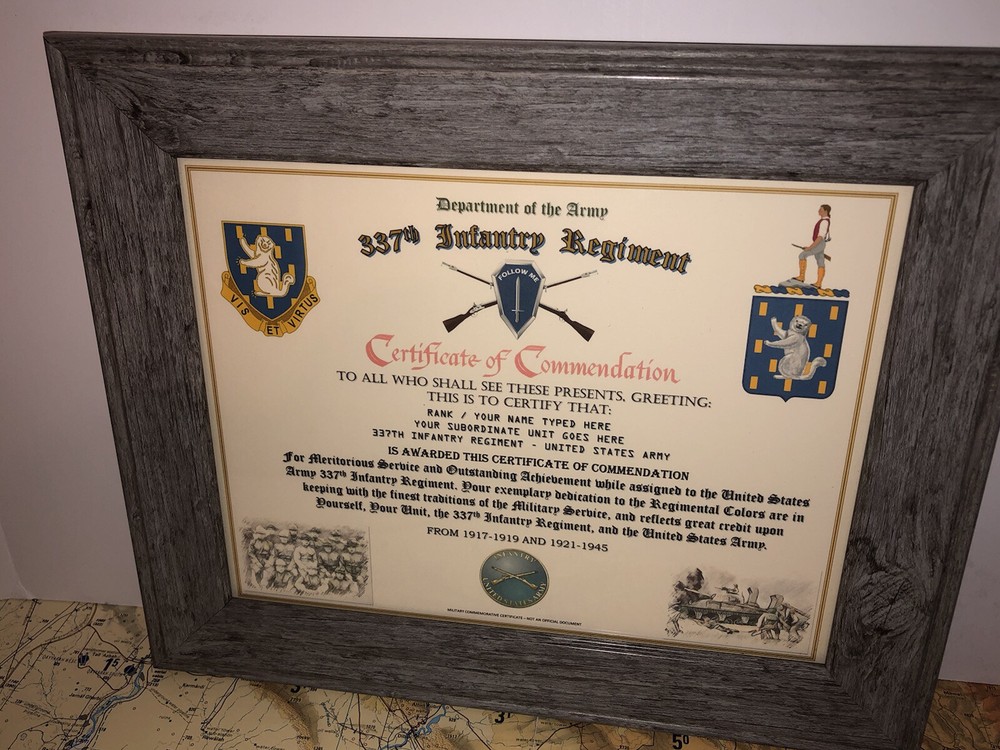 Department of the Army
337th Infantry Regiment
FOLLOW ME
VIS ET VIRTUS
Certificate of Commendation
TO ALL WHO SHALL SEE THESE PRESENTS, GREETING:
THIS IS TO CERTIFY THAT:
RANK / YOUR NAME TYPED HERE
YOUR SUBORDINATE UNIT GOES HERE
337TH INFANTRY REGIMENT - UNITED STATES ARMY
IS AWARDED THIS CERTIFICATE OF COMMENDATION
For Meritorious Service and Outstanding Achievement while assigned to the United States
Army 337th Infantry Regiment. Your exemplary dedication to the Regimental Colors are in
keeping with the finest traditions of the Military Service, and reflects great credit upon
Yourself, Your Unit, the 337th Infantry Regiment, and the United States Army.
FROM 1917-1919 AND 1921-1945
INFANTRY
UNITED STATES ARMY
MILITARY COMMEMORATIVE CERTIFICATE - NOT AN OFFICIAL DOCUMENT
5⁰